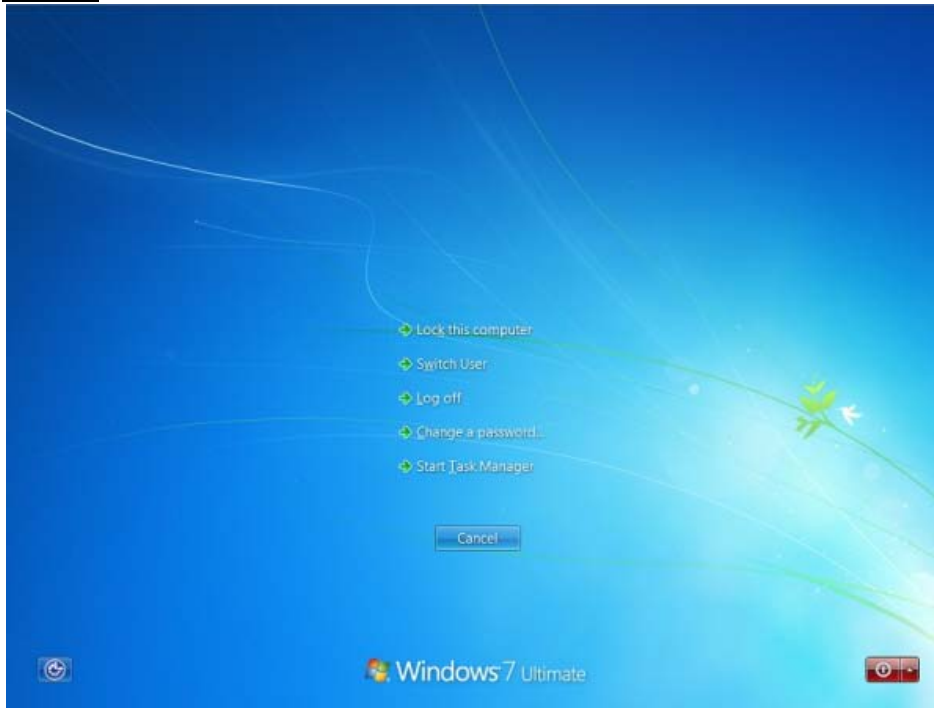 Lock this computer
Switch User
Log off
Change a password...
Start Task Manager
Cancel
Windows 7 Ultimate